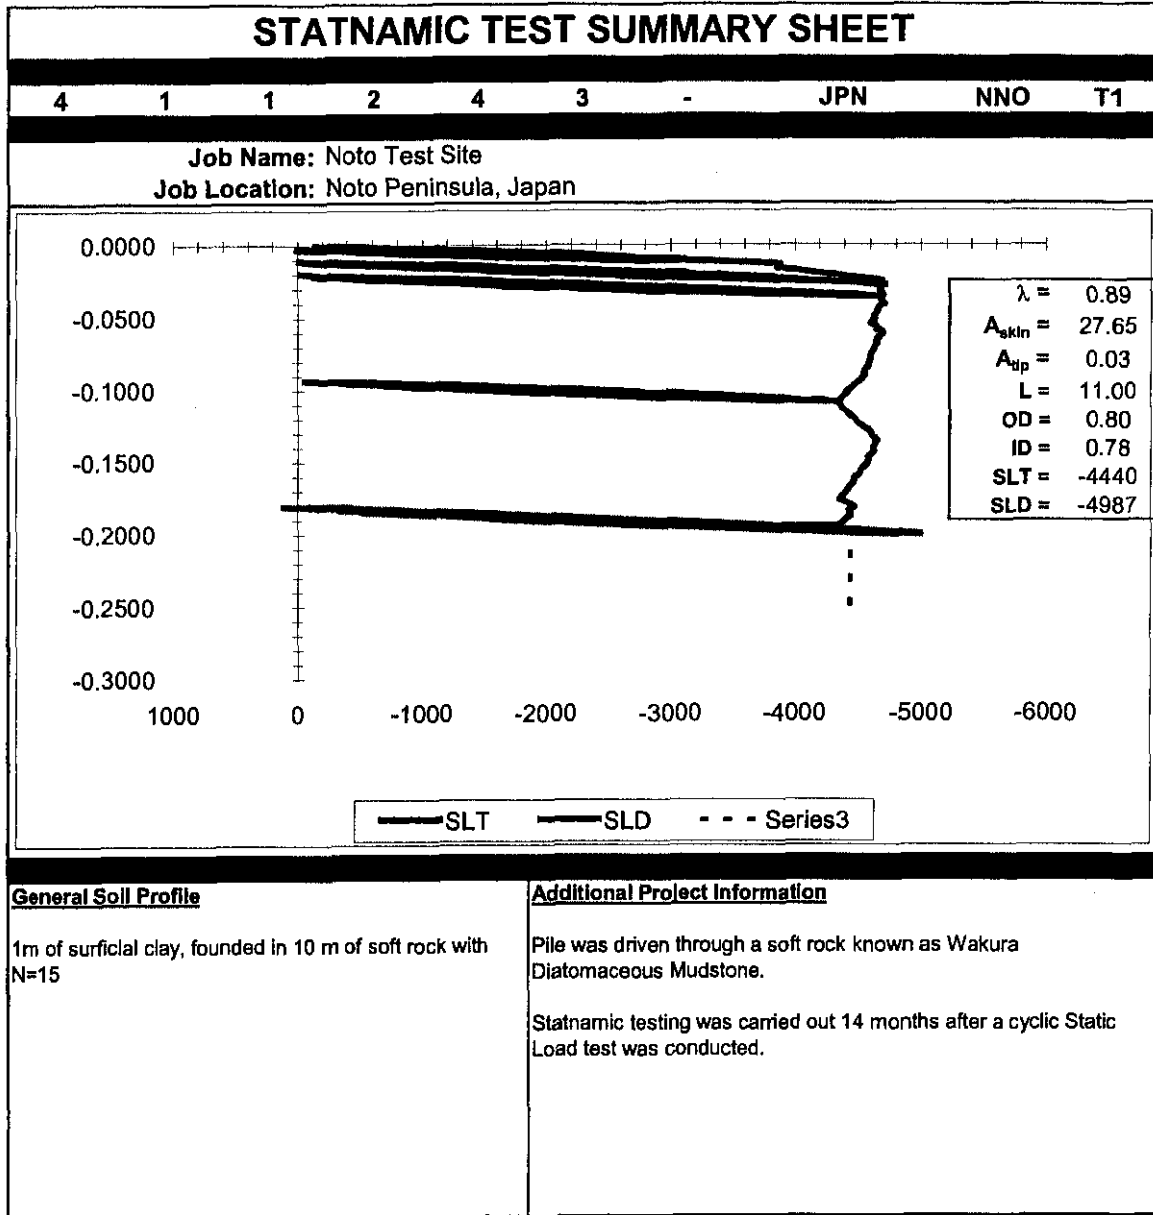 STATNAMIC TEST SUMMARY SHEET
4 1 1 2 4 3 - JPN NNO T1
Job Name: Noto Test Site
Job Location: Noto Peninsula, Japan
0.0000
-0.0500
-0.1000
-0.1500
-0.2000
-0.2500
-0.3000
1000 0 -1000 -2000 -3000 -4000 -5000 -6000
λ = 0.89
Askin = 27.65
Atip = 0.03
L = 11.00
OD = 0.80
ID = 0.78
SLT = -4440
SLD = -4987
SLT SLD Series3
General Soil Profile
1m of surficial clay, founded in 10 m of soft rock with
N=15
Additional Project Information
Pile was driven through a soft rock known as Wakura
Diatomaceous Mudstone.
Statnamic testing was carried out 14 months after a cyclic Static
Load test was conducted.